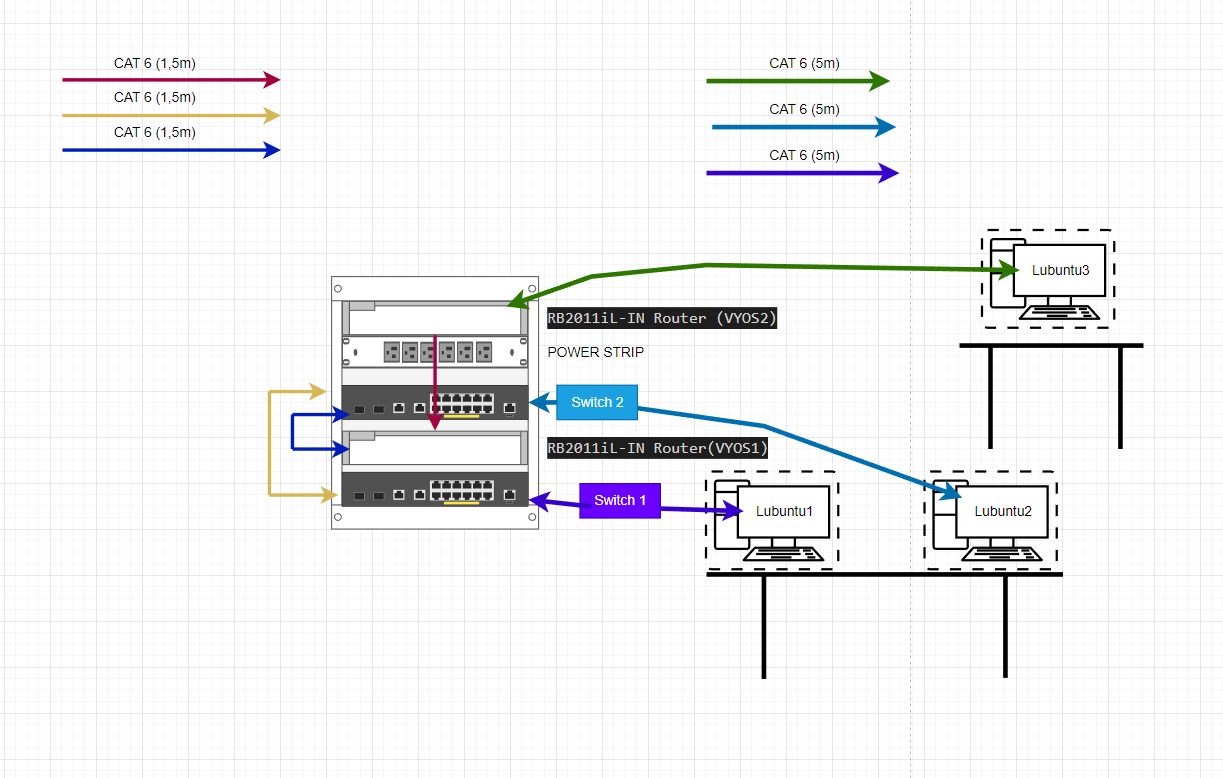 CAT 6 (1,5m)
CAT 6 (1,5m)
CAT 6 (1,5m)
CAT 6 (5m)
CAT 6 (5m)
CAT 6 (5m)
Lubuntu3
RB2011iL-IN Router (VYOS2)
POWER STRIP
Switch 2
RB2011iL-IN Router(VYOS1)
Switch 1
Lubuntu1
Lubuntu2